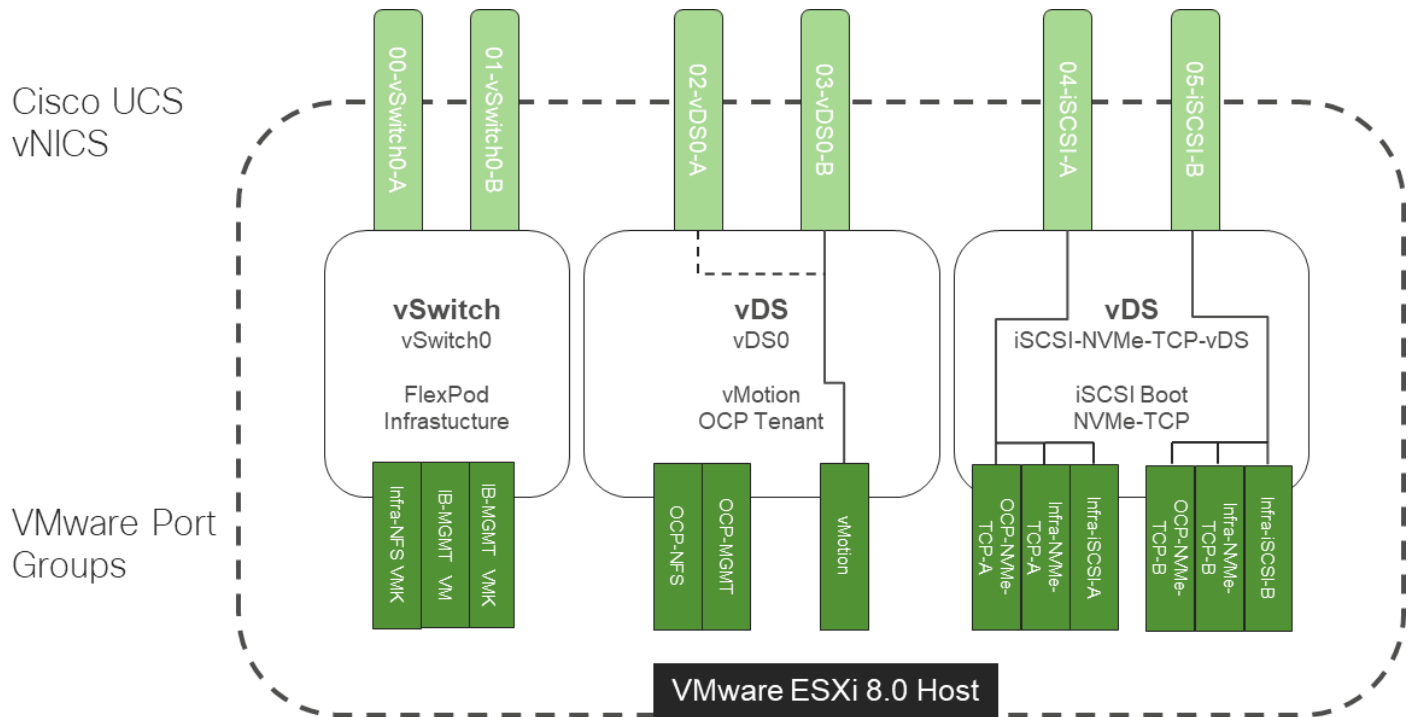 Cisco UCS
vNICS
00-vSwitch0-A
01-vSwitch0-B
02-vDS0-A
03-vDS0-B
04-iSCSI-A
05-iSCSI-B
vSwitch
vSwitch0
FlexPod
Infrastucture
vDS
vDS0
vMotion
OCP Tenant
vDS
iSCSI-NVMe-TCP-vDS
iSCSI Boot
NVMe-TCP
VMware Port
Groups
Infra-NFS VMK
IB-MGMT VM
IB-MGMT VMK
OCP-NFS
OCP-MGMT
vMotion
OCP-NVMe-
TCP-A
Infra-NVMe-
TCP-A
Infra-iSCSI-A
OCP-NVMe-
TCP-B
Infra-NVMe-
TCP-B
Infra-iSCSI-B
VMware ESXi 8.0 Host